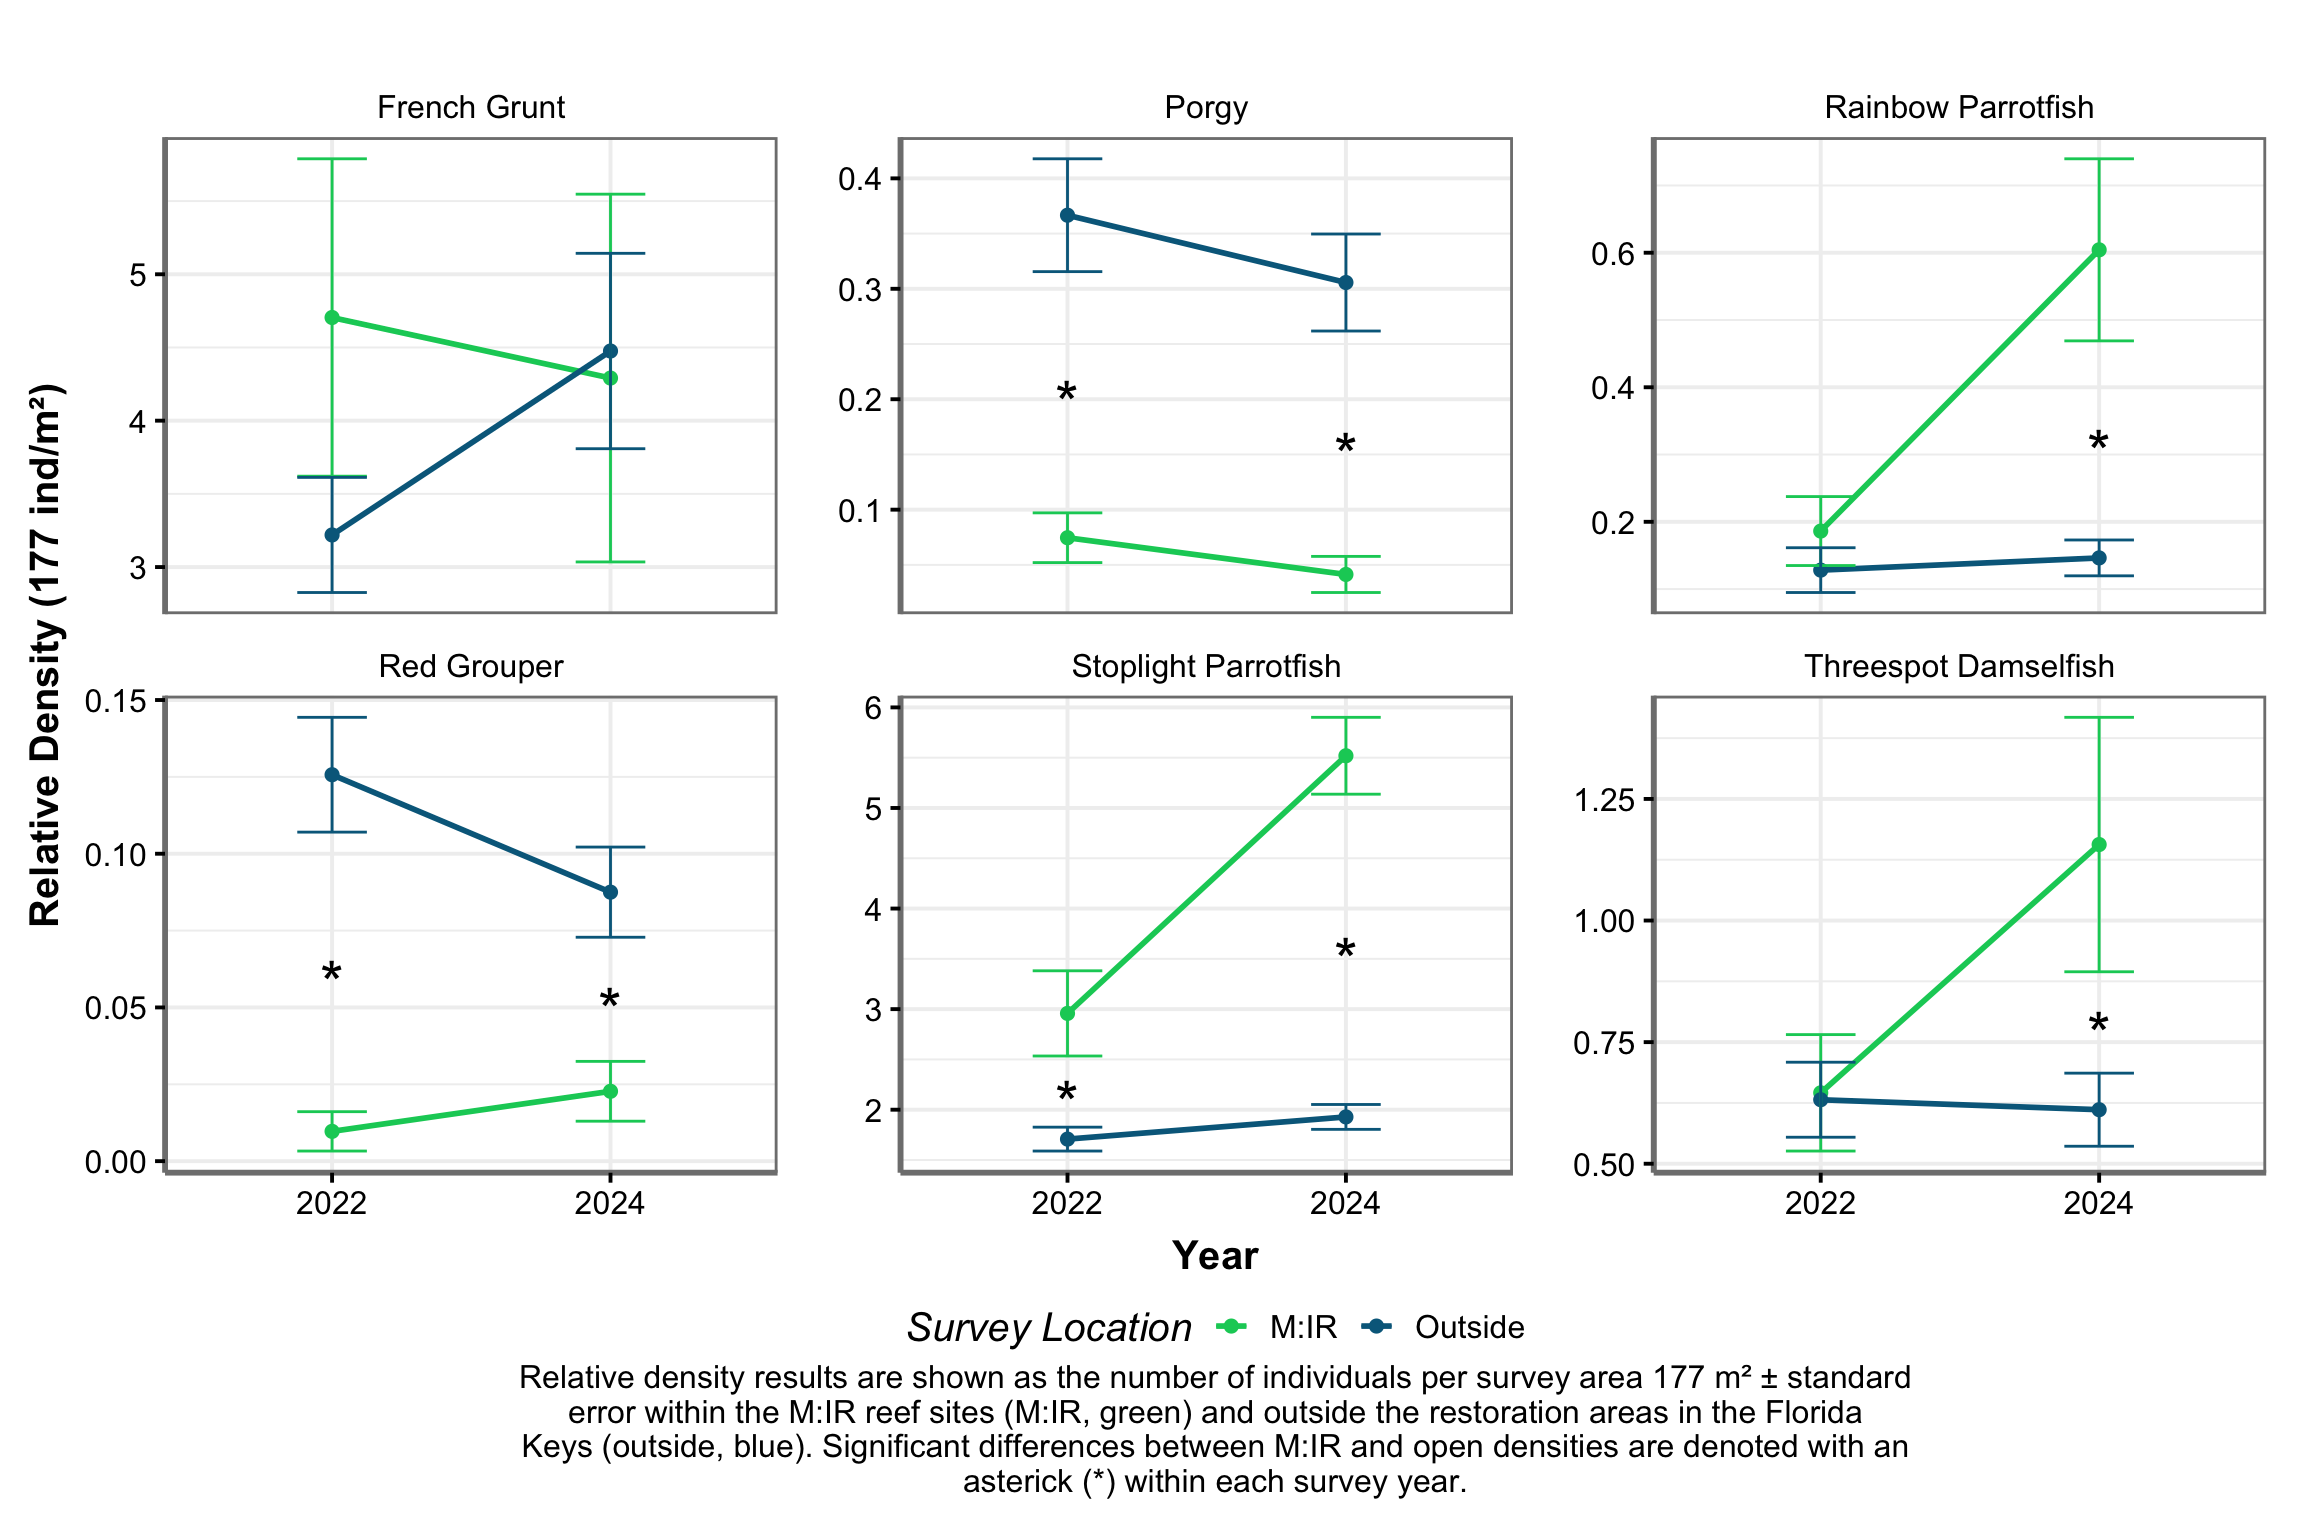 French Grunt
Porgy
Rainbow Parrotfish
5
4
3
0.4
0.3
0.2
0.1
*
*
0.6
0.4
0.2
*
Relative Density (177 ind/m²)
Red Grouper
Stoplight Parrotfish
Threespot Damselfish
0.15
0.10
0.05
0.00
*
*
2022
2024
6
5
4
3
2
*
*
2022
2024
1.25
1.00
0.75
0.50
*
2022
2024
Year
Survey Location M:IR Outside
Relative density results are shown as the number of individuals per survey area 177 m² ± standard
error within the M:IR reef sites (M:IR, green) and outside the restoration areas in the Florida
Keys (outside, blue). Significant differences between M:IR and open densities are denoted with an
asterick (*) within each survey year.